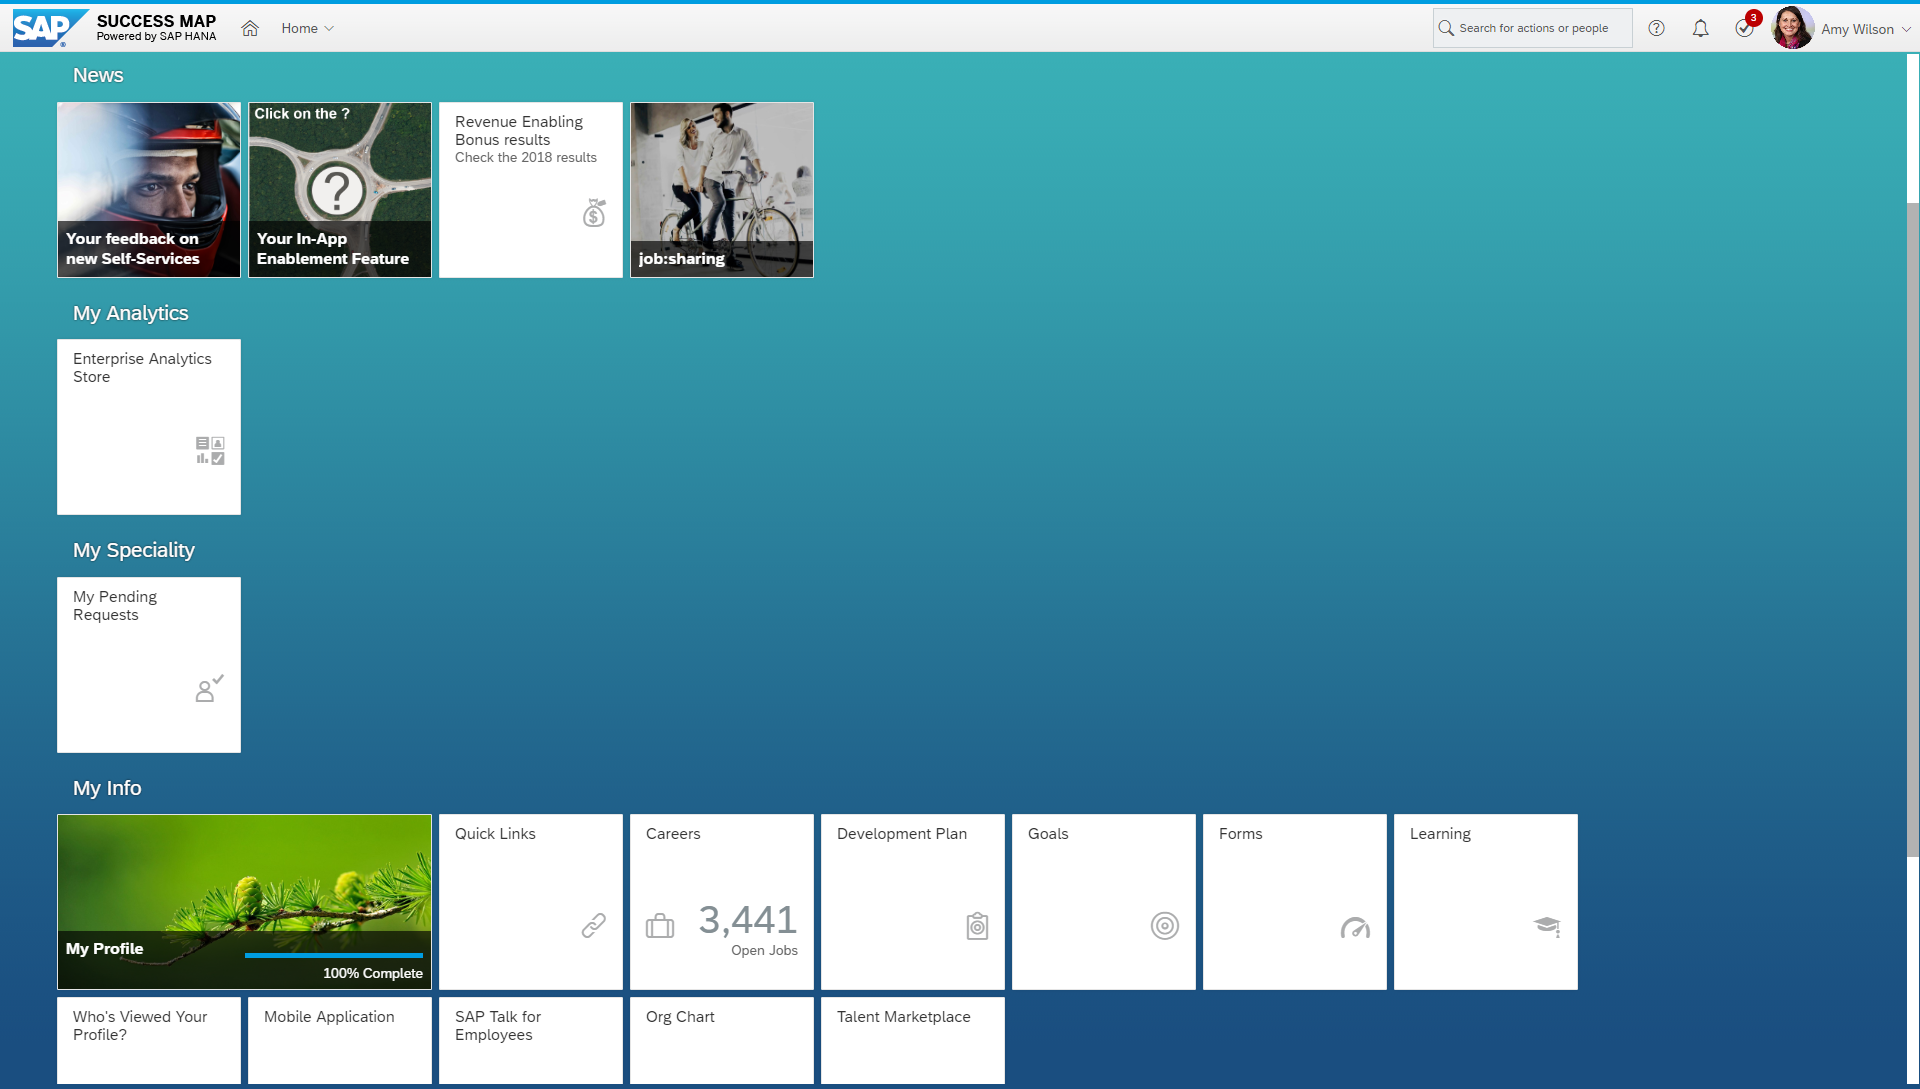 SAP
SUCCESS MAP
Powered by SAP HANA
Home
Search for actions or people
3
Amy Wilson
News
Your feedback on
new Self-Services
Click on the ?
?
Your In-App
Enablement Feature
Revenue Enabling
Bonus results
Check the 2018 results
$
job:sharing
My Analytics
Enterprise Analytics
Store
My Speciality
My Pending
Requests
My Info
My Profile
100% Complete
Quick Links
Careers
3,441
Open Jobs
Development Plan
Goals
Forms
Learning
Who's Viewed Your
Profile?
Mobile Application
SAP Talk for
Employees
Org Chart
Talent Marketplace